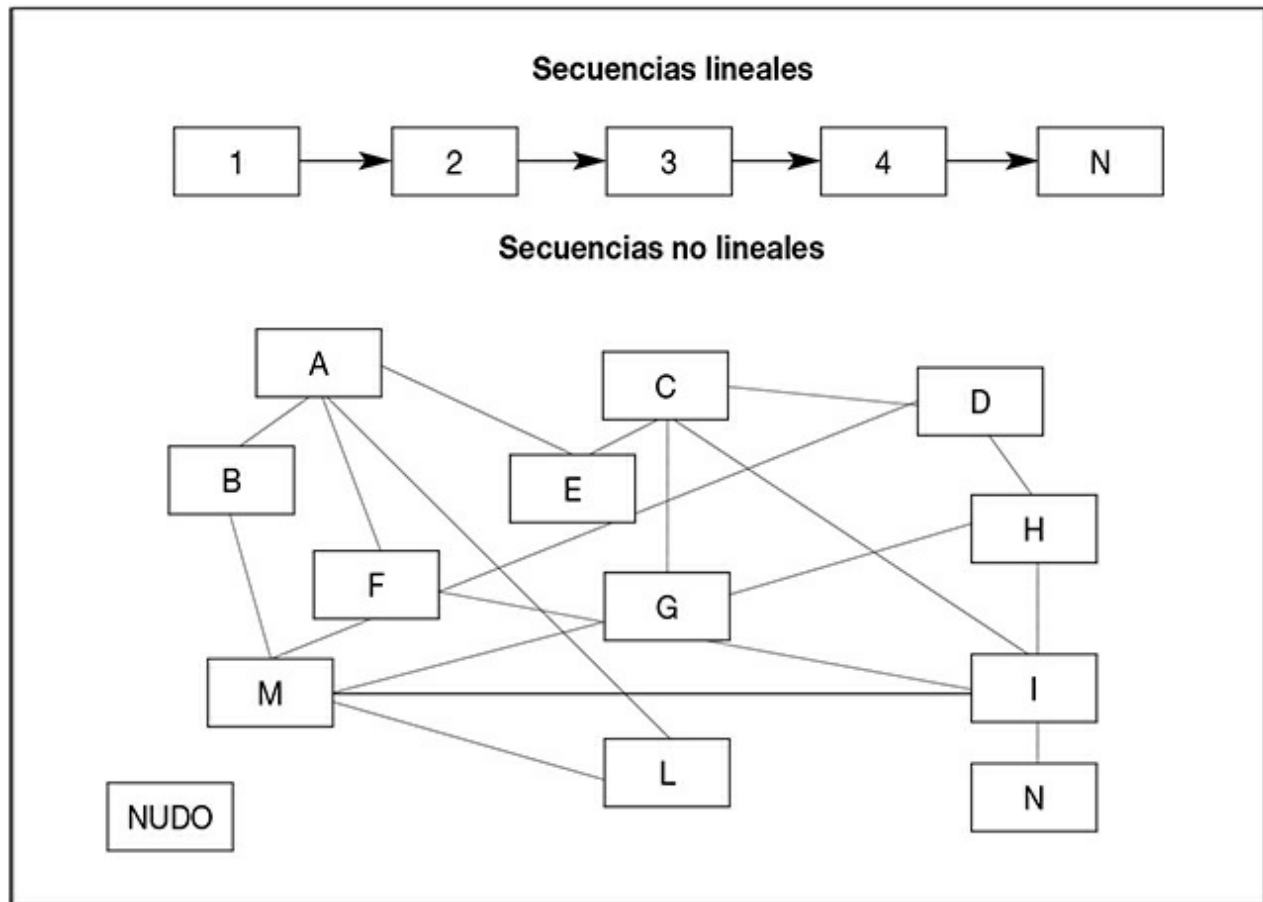 Secuencias lineales
1 2 3 4 N
Secuencias no lineales
A
C
D
B
E
H
F
G
M
I
L
N
NUDO